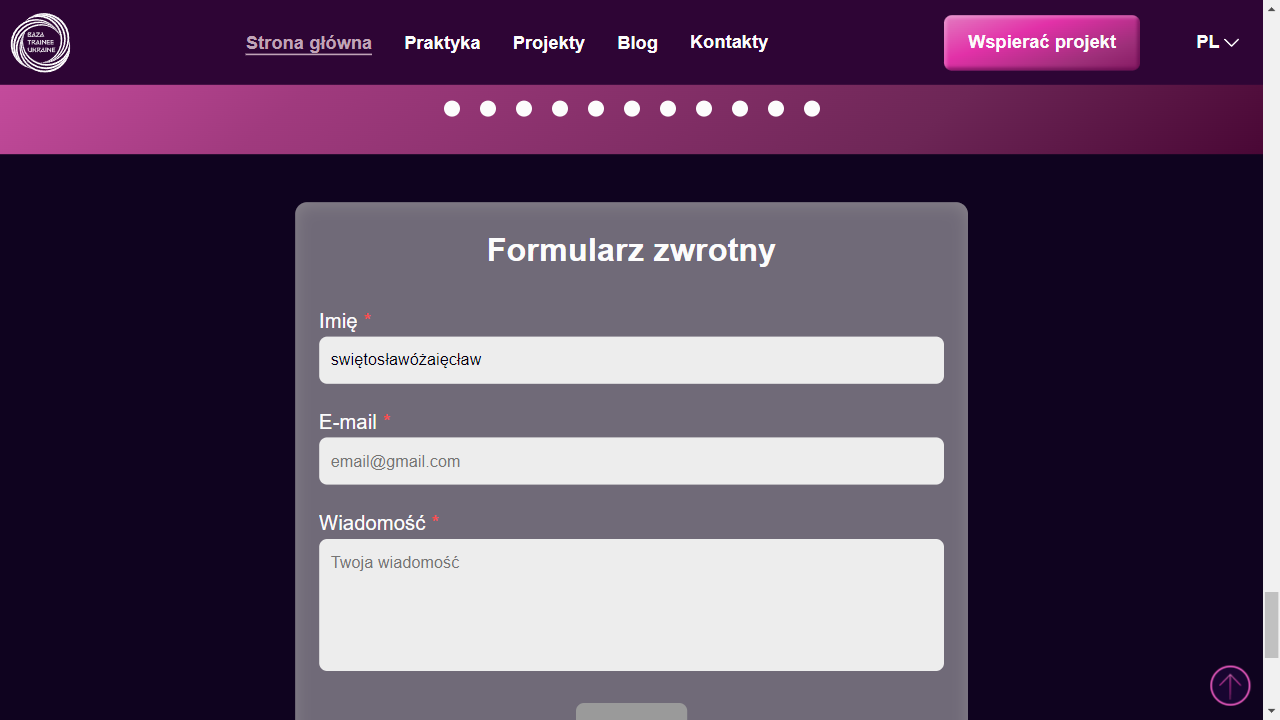 BAZA
TRAINEE
UKRAINE
Strona główna
Praktyka
Projekty
Blog
Kontakty
Wspierać projekt
PL
Formularz zwrotny
Imię *
swiętosławóżaięcław
E-mail *
email@gmail.com
Wiadomość *
Twoja wiadomość